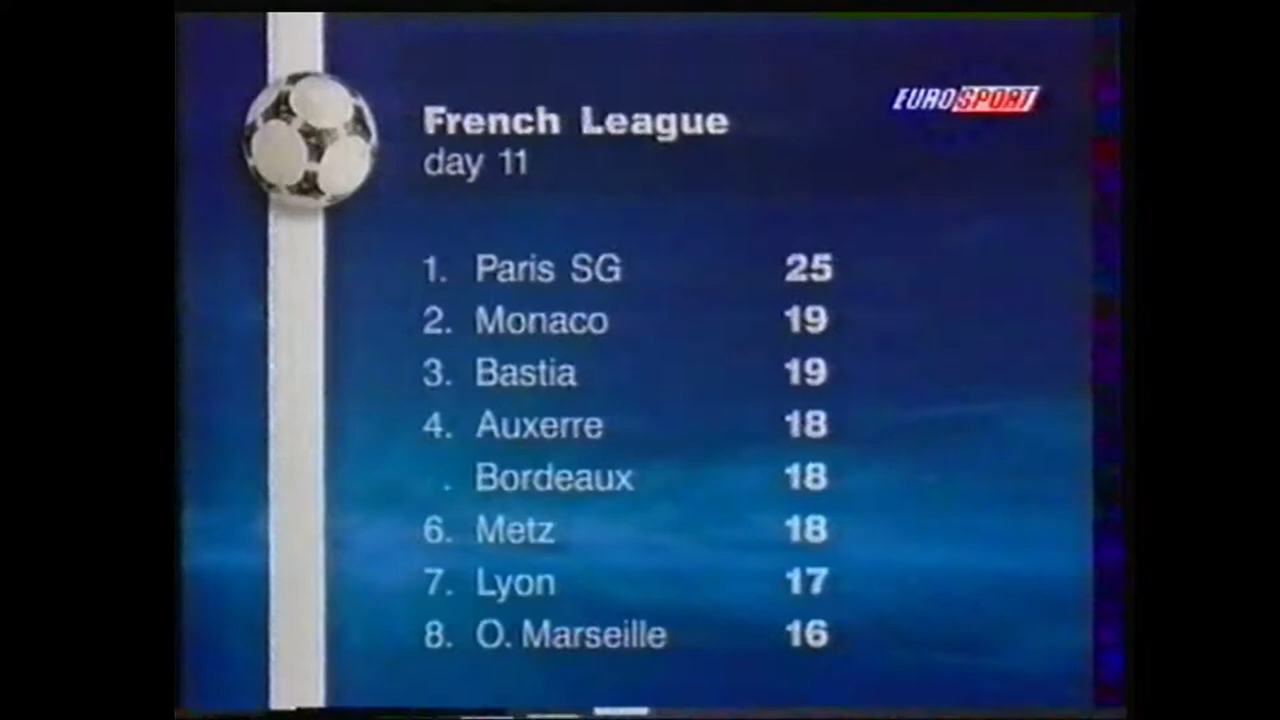 EUROSPORT
French League
day 11
1. Paris SG 25
2. Monaco 19
3. Bastia 19
4. Auxerre 18
. Bordeaux 18
6. Metz 18
7. Lyon 17
8. O. Marseille 16